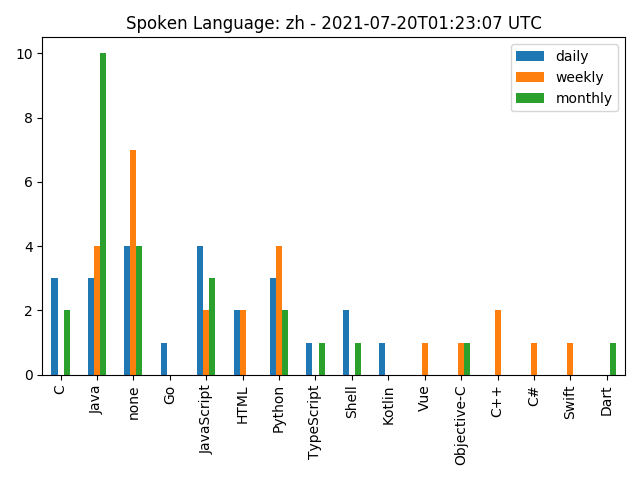 Spoken Language: zh - 2021-07-20T01:23:07 UTC
daily
weekly
monthly
10
8
6
4
2
0
C
Java
none
Go
JavaScript
HTML
Python
TypeScript
Shell
Kotlin
Vue
Objective-C
C++
C#
Swift
Dart